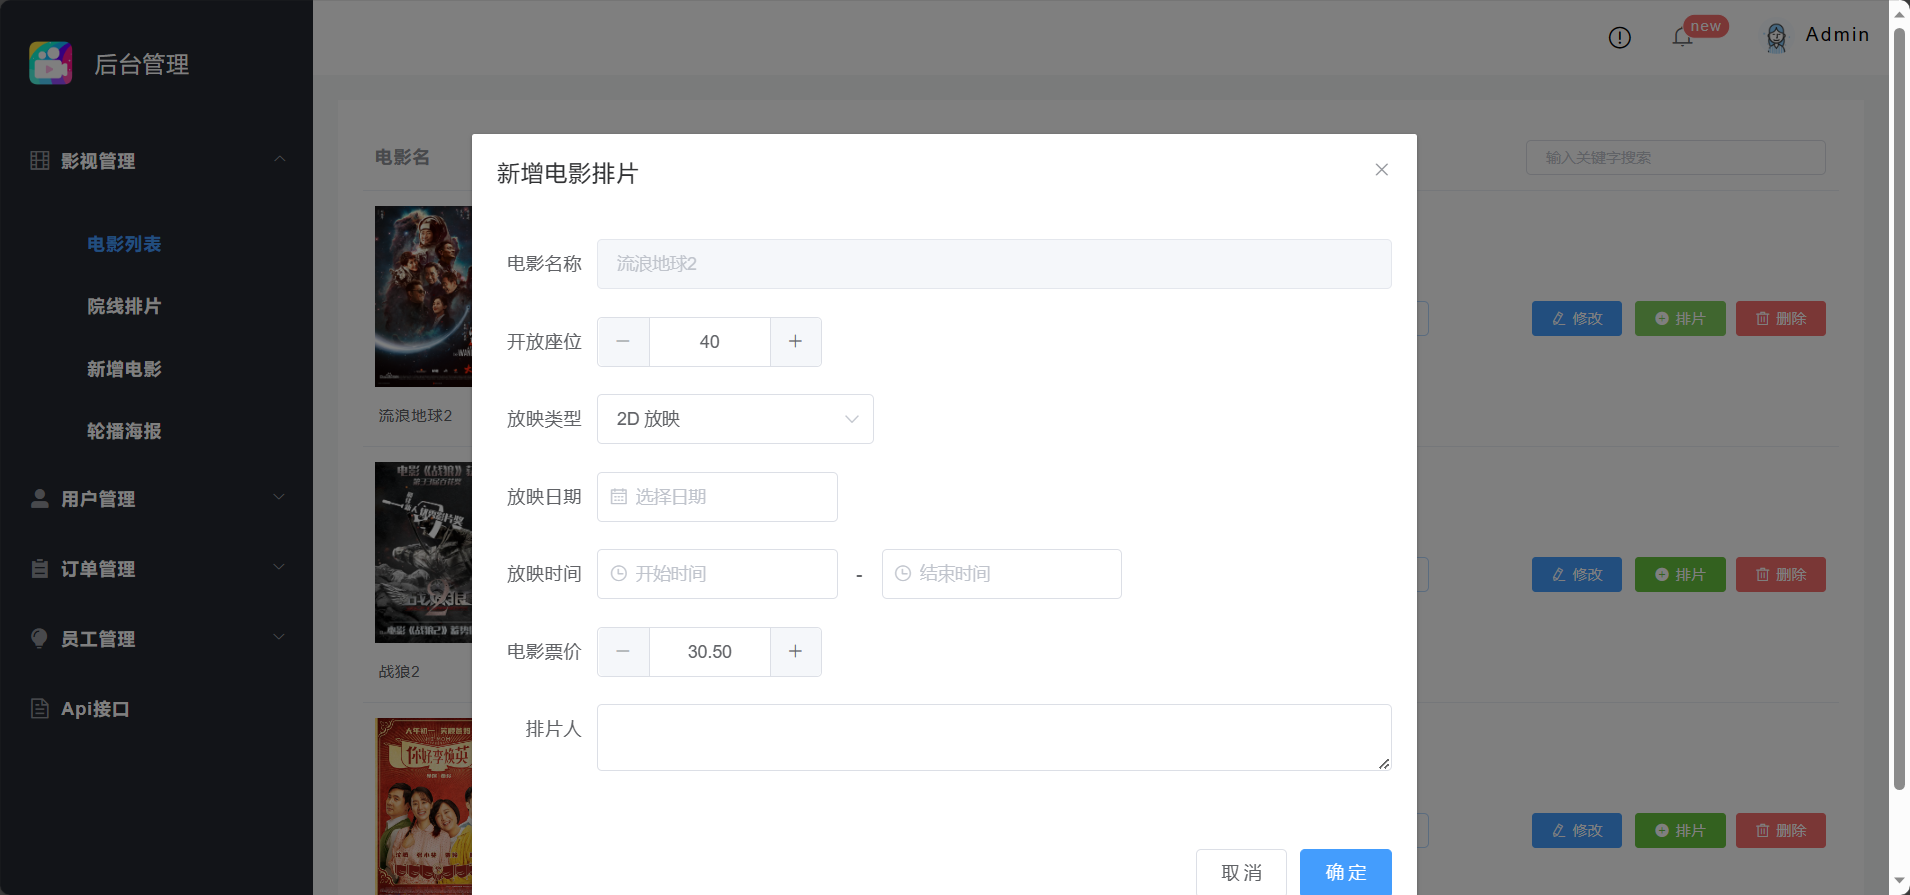 后台管理
new
Admin
影视管理
电影列表
院线排片
新增电影
轮播海报
用户管理
订单管理
员工管理
Api接口
电影名
输入关键字搜索
流浪地球2
修改
排片
删除
战狼2
修改
排片
删除
你好李焕英
修改
排片
删除
新增电影排片
电影名称
流浪地球2
开放座位
40
放映类型
2D 放映
放映日期
选择日期
放映时间
开始时间
-
结束时间
电影票价
30.50
排片人
取消
确定